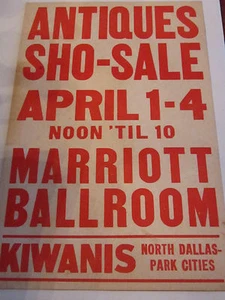 ANTIQUES
SHO-SALE
APRIL 1-4
NOON 'TIL 10
MARRIOTT
BALLROOM
KIWANIS
NORTH DALLAS-
PARK CITIES